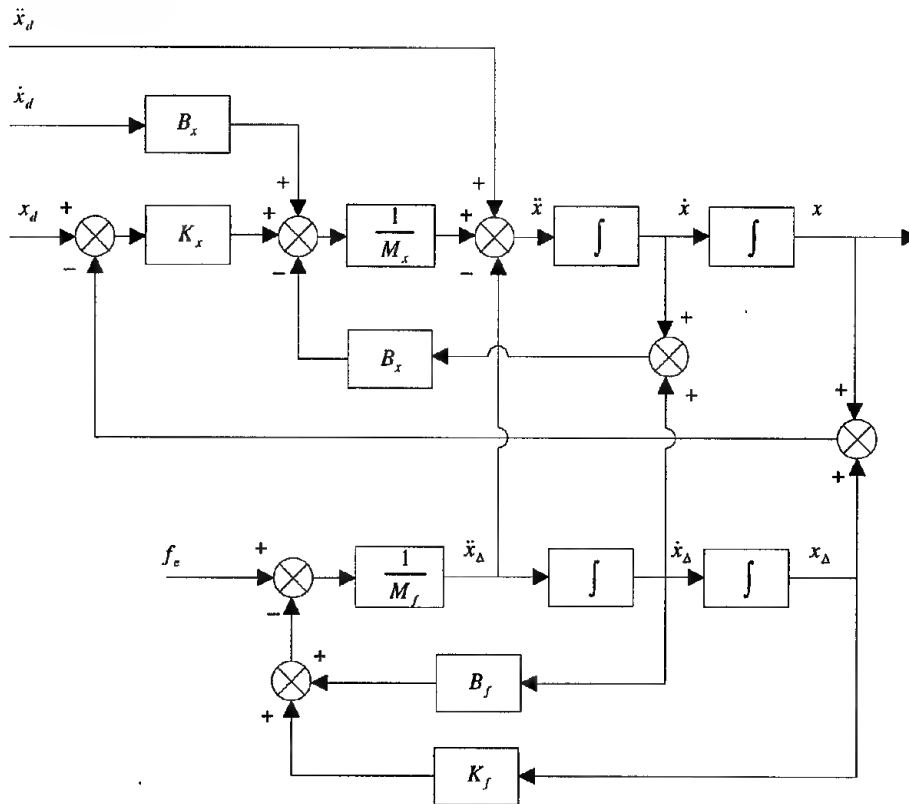 ẍ_d
ẋ_d
B_x
+
x_d + K_x + 1/M_x + + ẍ ∫ ẋ ∫ x
− − −
B_x + +
+ +
f_e + 1/M_f ẍ_Δ ∫ ẋ_Δ ∫ x_Δ
−
+ B_f
+ K_f